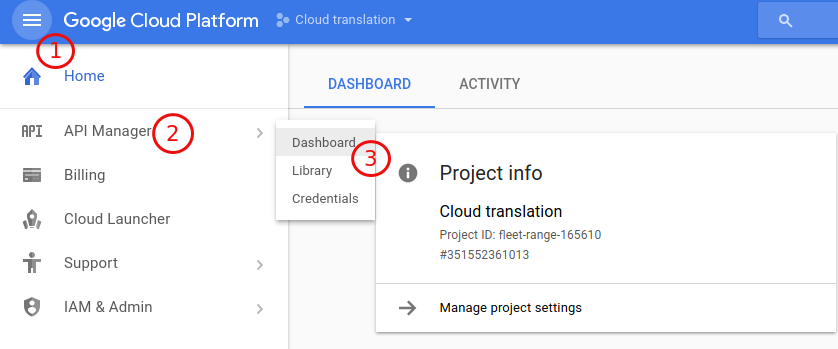 Google Cloud Platform
Cloud translation
1
Home
DASHBOARD ACTIVITY
API API Manager 2
Dashboard
3
Library
Credentials
Billing
Cloud Launcher
Support
IAM & Admin
Project info
Cloud translation
Project ID: fleet-range-165610
#351552361013
Manage project settings